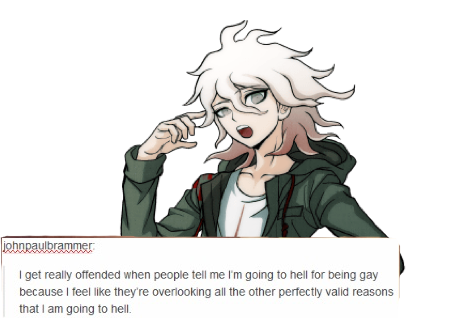 johnpaulbrammer:
I get really offended when people tell me I'm going to hell for being gay
because I feel like they're overlooking all the other perfectly valid reasons
that I am going to hell.